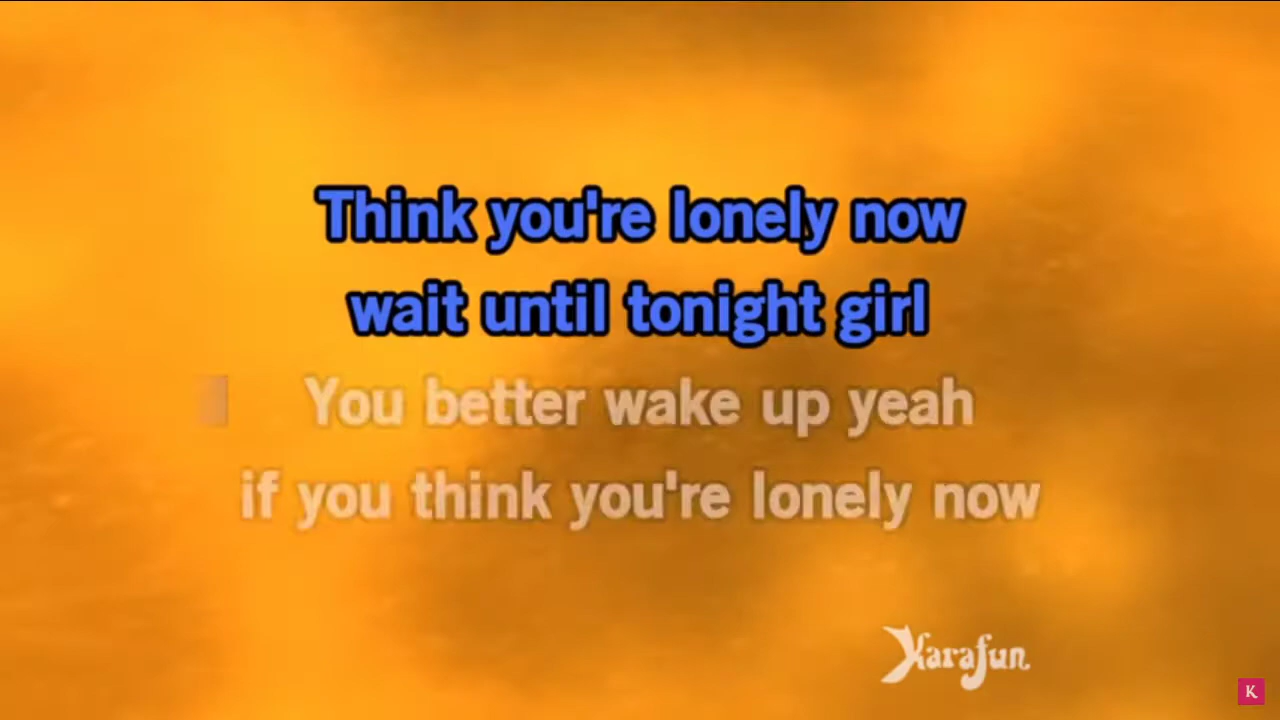 Think you're lonely now
wait until tonight girl
You better wake up yeah
if you think you're lonely now
Karafun
K